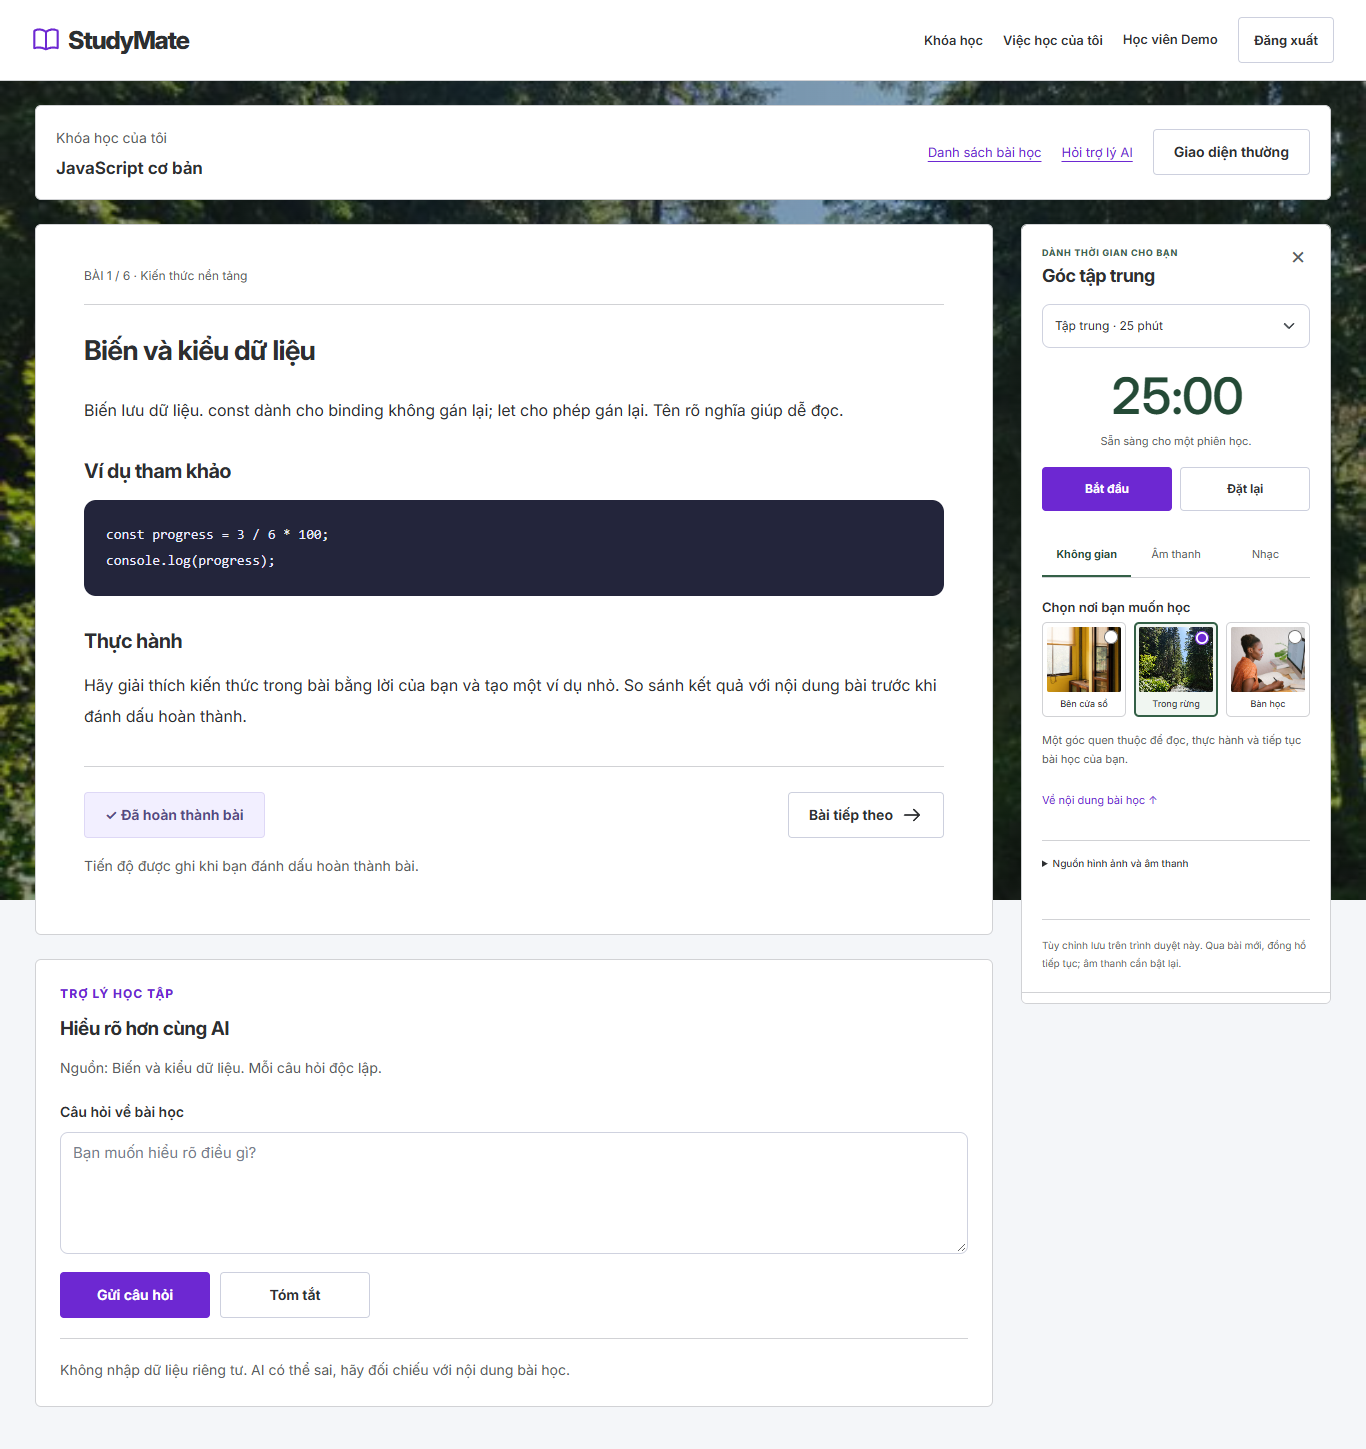 StudyMate
Khóa học
Việc học của tôi
Học viên Demo
Đăng xuất
Khóa học của tôi
JavaScript cơ bản
Danh sách bài học
Hỏi trợ lý AI
Giao diện thường
BÀI 1 / 6 · Kiến thức nền tảng
Biến và kiểu dữ liệu
Biến lưu dữ liệu. const dành cho binding không gán lại; let cho phép gán lại. Tên rõ nghĩa giúp dễ đọc.
Ví dụ tham khảo
const progress = 3 / 6 * 100;
console.log(progress);
Thực hành
Hãy giải thích kiến thức trong bài bằng lời của bạn và tạo một ví dụ nhỏ. So sánh kết quả với nội dung bài trước khi
đánh dấu hoàn thành.
✓ Đã hoàn thành bài
Bài tiếp theo →
Tiến độ được ghi khi bạn đánh dấu hoàn thành bài.
TRỢ LÝ HỌC TẬP
Hiểu rõ hơn cùng AI
Nguồn: Biến và kiểu dữ liệu. Mỗi câu hỏi độc lập.
Câu hỏi về bài học
Bạn muốn hiểu rõ điều gì?
Gửi câu hỏi
Tóm tắt
Không nhập dữ liệu riêng tư. AI có thể sai, hãy đối chiếu với nội dung bài học.
DÀNH THỜI GIAN CHO BẠN
Góc tập trung
Tập trung · 25 phút
25:00
Sẵn sàng cho một phiên học.
Bắt đầu
Đặt lại
Không gian
Âm thanh
Nhạc
Chọn nơi bạn muốn học
Bên cửa sổ
Trong rừng
Bàn học
Một góc quen thuộc để đọc, thực hành và tiếp tục
bài học của bạn.
Về nội dung bài học ↑
Nguồn hình ảnh và âm thanh
Tùy chỉnh lưu trên trình duyệt này. Qua bài mới, đồng hồ
tiếp tục; âm thanh cần bật lại.